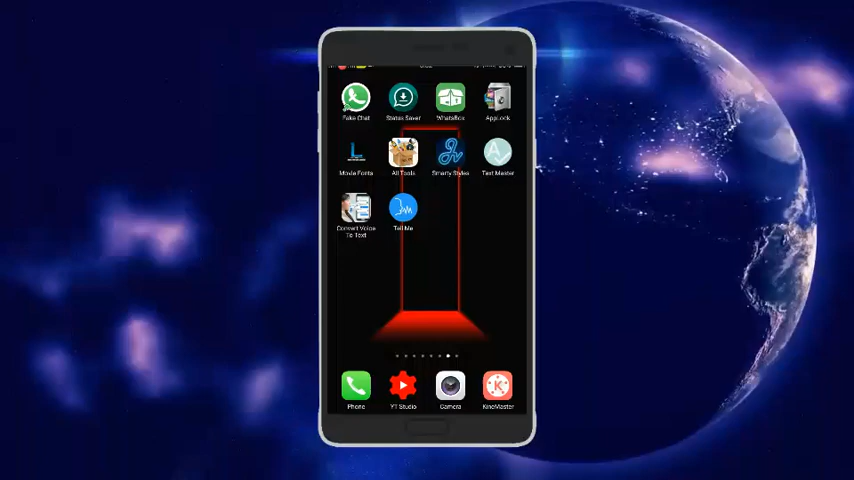 Fake Chat
Status Saver
WhatsBox
AppLock
Movie Fonts
All Tools
Smarty Styles
Text Master
Convert Voice
To Text
Tell Me
Phone
YT Studio
Camera
KineMaster